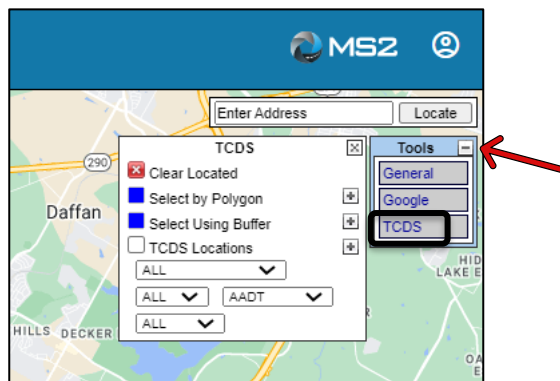 MS2
Enter Address Locate
TCDS Tools
Clear Located General
Select by Polygon Google
Select Using Buffer TCDS
TCDS Locations
ALL
ALL AADT
ALL
290
Daffan
HID
LAKE E
HILLS DECKER
OA
E